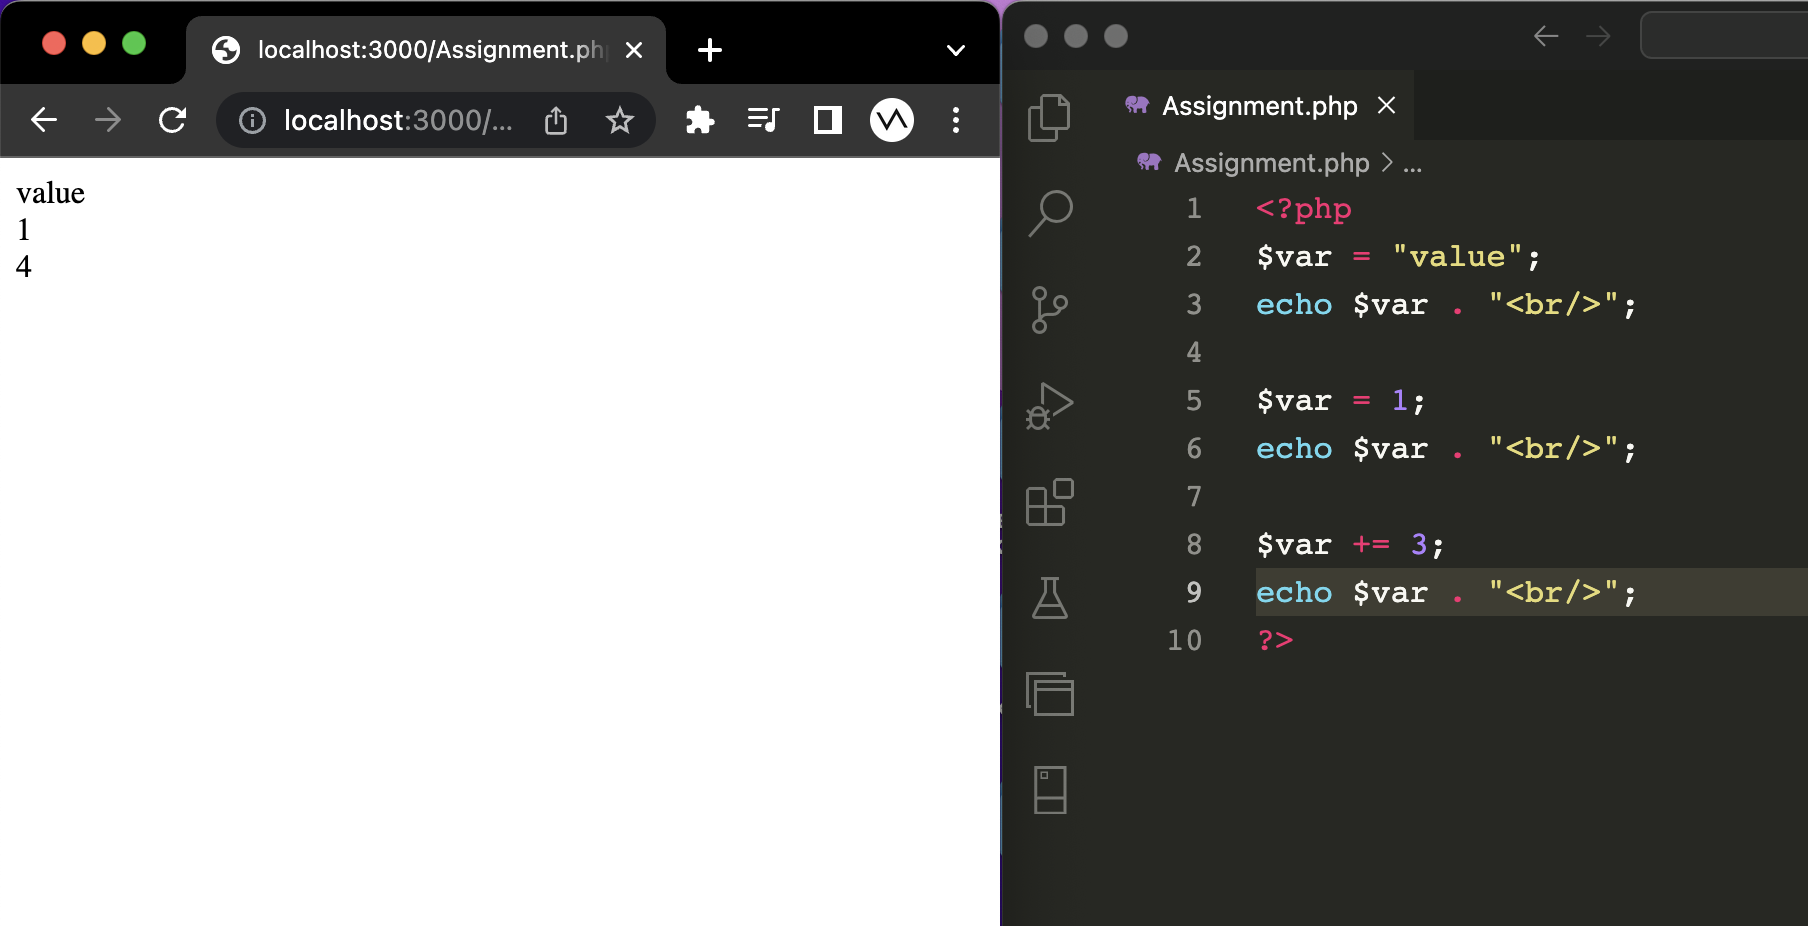 localhost:3000/Assignment.ph
localhost:3000/...
value
1
4
Assignment.php
Assignment.php > ...
1 <?php
2 $var = "value";
3 echo $var . "<br/>";
4
5 $var = 1;
6 echo $var . "<br/>";
7
8 $var += 3;
9 echo $var . "<br/>";
10 ?>